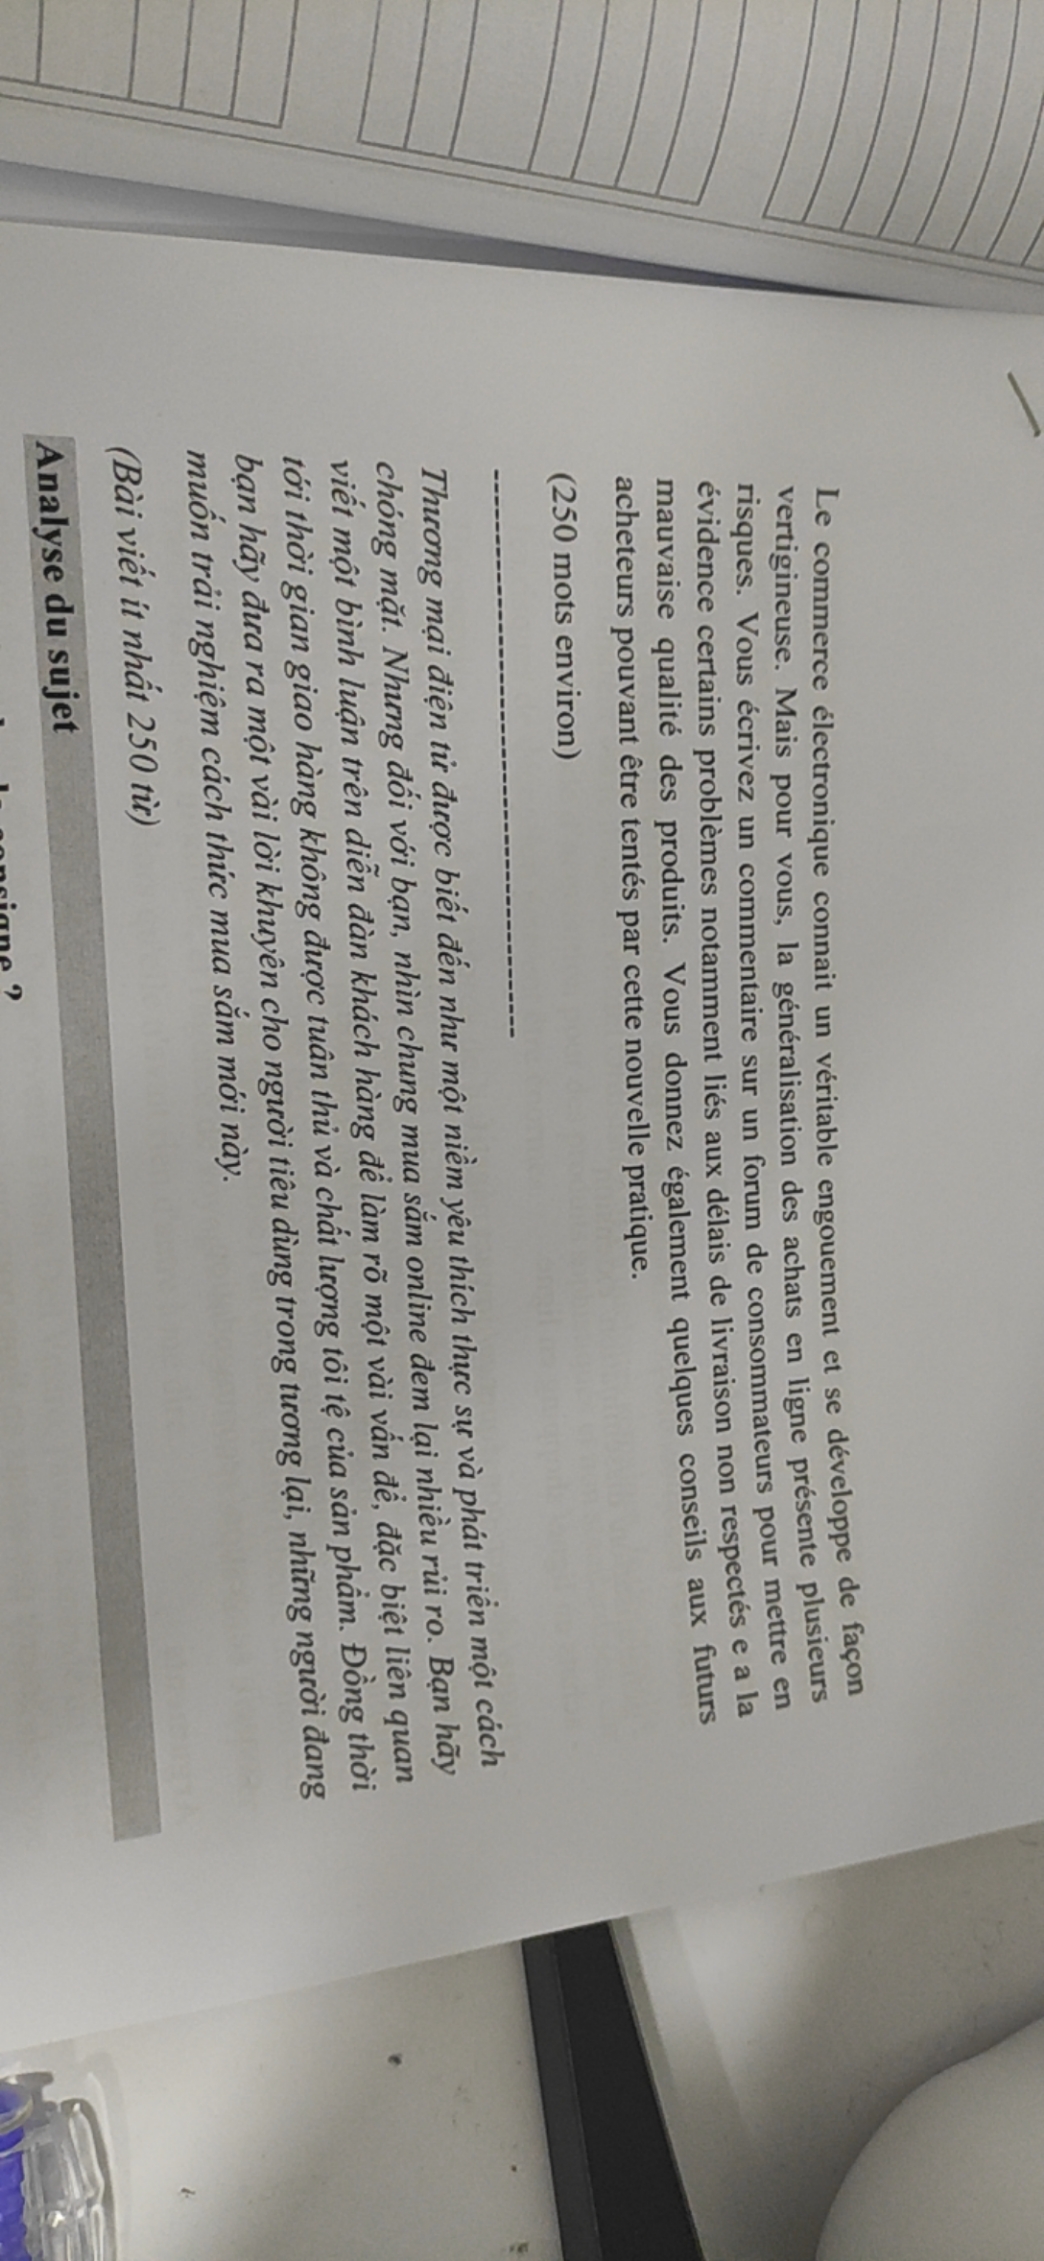 Le commerce électronique connait un véritable engouement et se développe de façon
vertigineuse. Mais pour vous, la généralisation des achats en ligne présente plusieurs
risques. Vous écrivez un commentaire sur un forum de consommateurs pour mettre en
évidence certains problèmes notamment liés aux délais de livraison non respectés e a la
mauvaise qualité des produits. Vous donnez également quelques conseils aux futurs
acheteurs pouvant être tentés par cette nouvelle pratique.
(250 mots environ)
--------------------------------------------
Thương mại điện tử được biết đến như một niềm yêu thích thực sự và phát triển một cách
chóng mặt. Nhưng đối với bạn, nhìn chung mua sắm online đem lại nhiều rủi ro. Bạn hãy
viết một bình luận trên diễn đàn khách hàng để làm rõ một vài vấn để, đặc biệt liên quan
tới thời gian giao hàng không được tuân thủ và chất lượng tôi tệ của sản phẩm. Đồng thời
bạn hãy đưa ra một vài lời khuyên cho người tiêu dùng trong tương lại, những người đang
muốn trải nghiệm cách thức mua sắm mới này.
(Bài viết ít nhất 250 từ)
Analyse du sujet
consigne ?